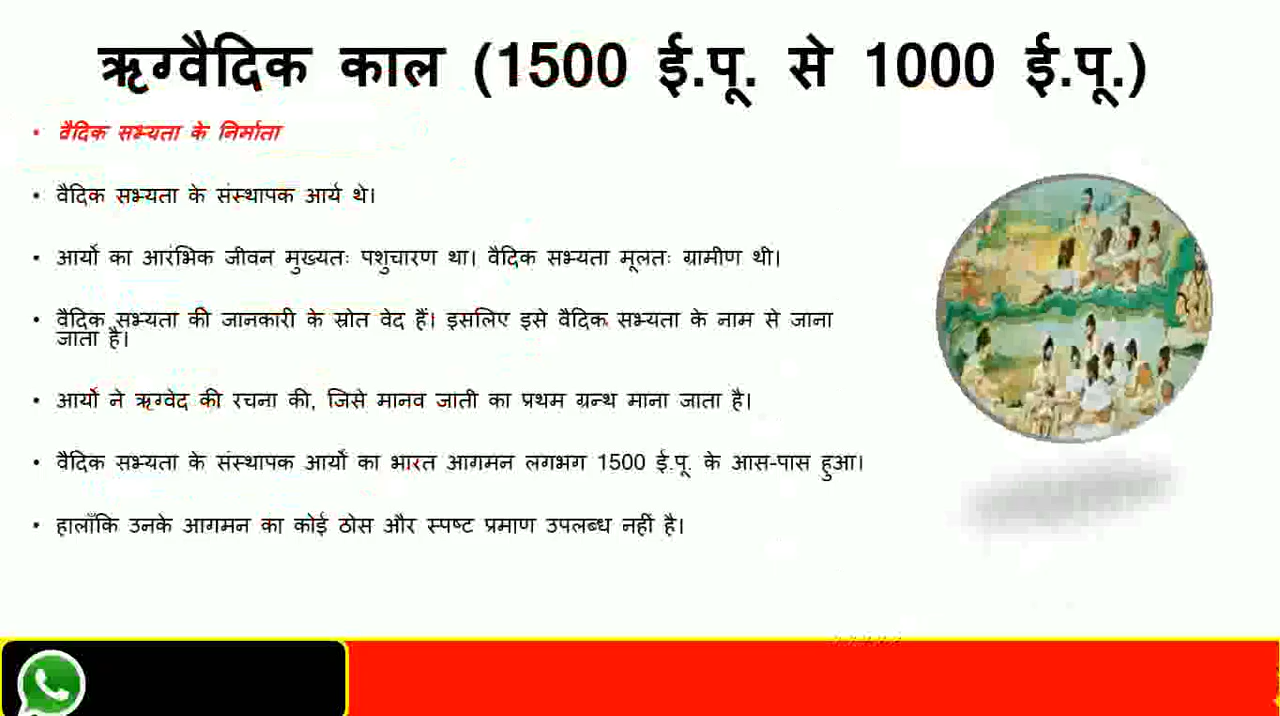 ऋग्वैदिक काल (1500 ई.पू. से 1000 ई.पू.)
• वैदिक सभ्यता के निर्माता
• वैदिक सभ्यता के संस्थापक आर्य थे।
• आर्यो का आरंभिक जीवन मुख्यतः पशुचारण था। वैदिक सभ्यता मूलतः ग्रामीण थी।
• वैदिक सभ्यता की जानकारी के स्रोत वेद हैं। इसलिए इसे वैदिक सभ्यता के नाम से जाना
जाता है।
• आर्यो ने ऋग्वेद की रचना की, जिसे मानव जाती का प्रथम ग्रन्थ माना जाता है।
• वैदिक सभ्यता के संस्थापक आर्यो का भारत आगमन लगभग 1500 ई.पू. के आस-पास हुआ।
• हालाँकि उनके आगमन का कोई ठोस और स्पष्ट प्रमाण उपलब्ध नहीं है।